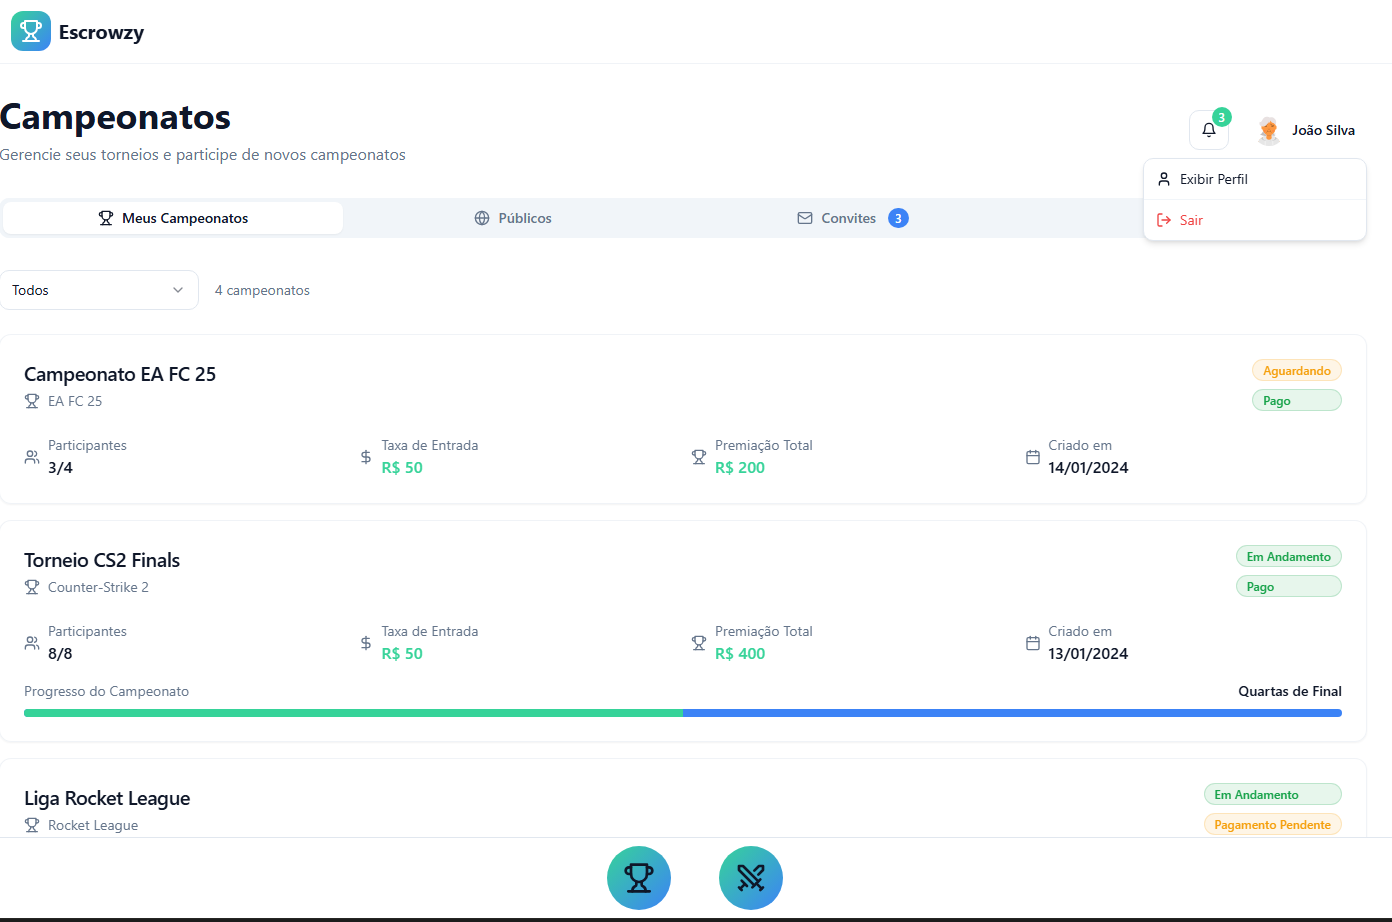 Escrowzy
Campeonatos
Gerencie seus torneios e participe de novos campeonatos
3
João Silva
Exibir Perfil
Sair
Meus Campeonatos
Públicos
Convites 3
Todos
4 campeonatos
Campeonato EA FC 25
EA FC 25
Aguardando
Pago
Participantes
3/4
Taxa de Entrada
R$ 50
Premiação Total
R$ 200
Criado em
14/01/2024
Torneio CS2 Finals
Counter-Strike 2
Em Andamento
Pago
Participantes
8/8
Taxa de Entrada
R$ 50
Premiação Total
R$ 400
Criado em
13/01/2024
Progresso do Campeonato
Quartas de Final
Liga Rocket League
Rocket League
Em Andamento
Pagamento Pendente